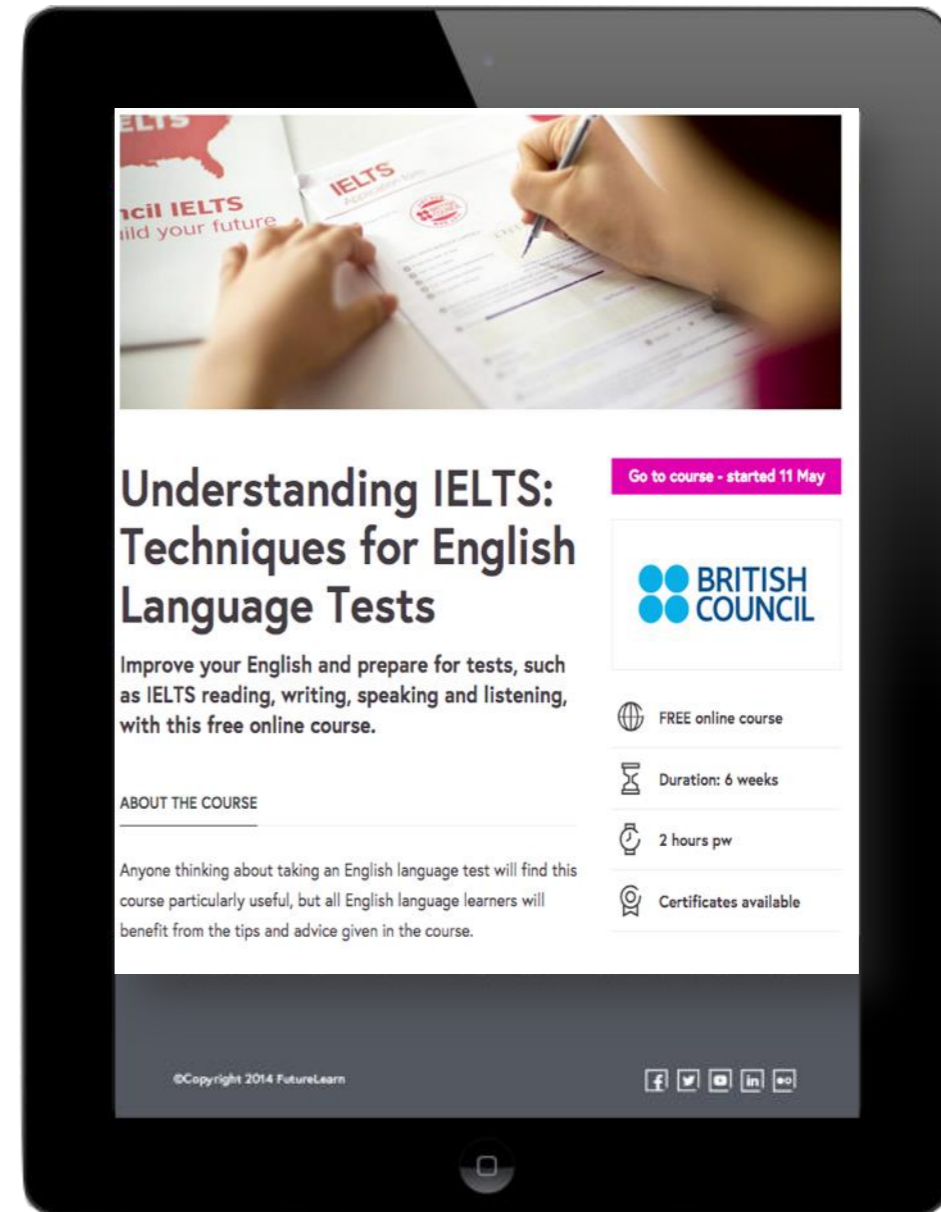 ELTS
ncil IELTS
ild your future
IELTS
Application form
Understanding IELTS:
Techniques for English
Language Tests
Improve your English and prepare for tests, such
as IELTS reading, writing, speaking and listening,
with this free online course.
ABOUT THE COURSE
Anyone thinking about taking an English language test will find this
course particularly useful, but all English language learners will
benefit from the tips and advice given in the course.
Go to course - started 11 May
BRITISH
COUNCIL
FREE online course
Duration: 6 weeks
2 hours pw
Certificates available
©Copyright 2014 FutureLearn